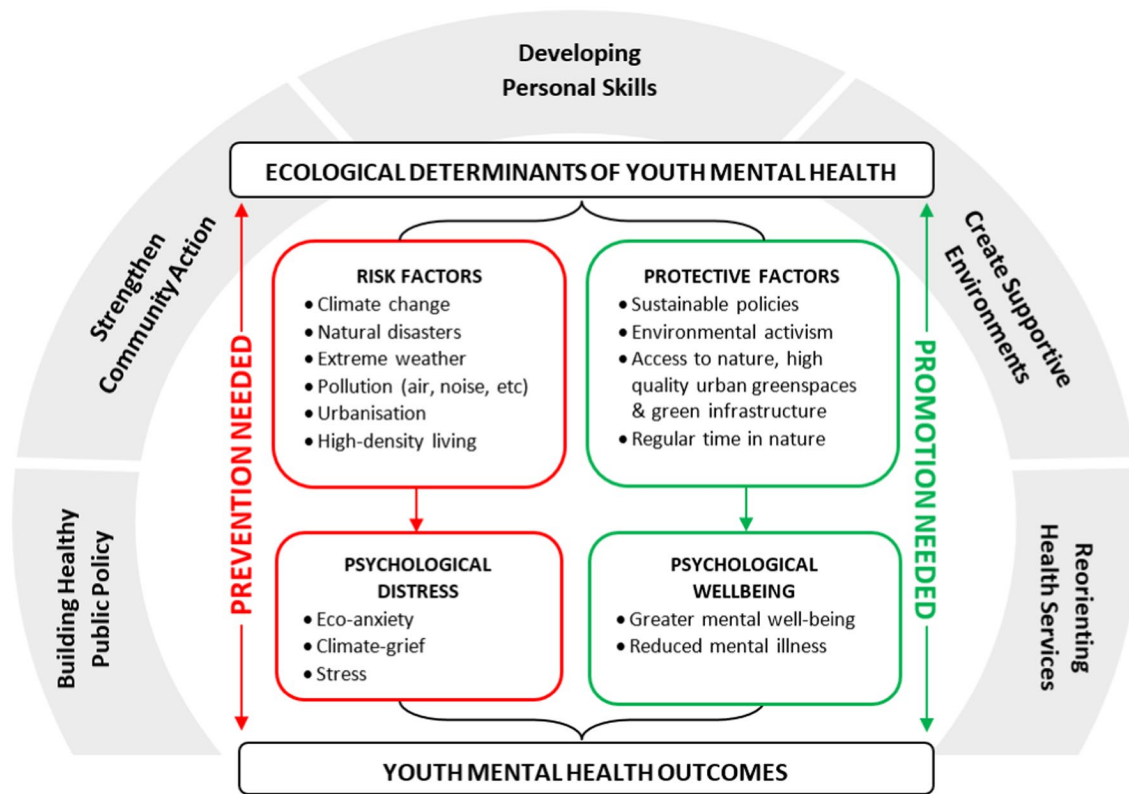 Developing
Personal Skills
Strengthen
Community Action
Create Supportive
Environments
Building Healthy
Public Policy
Reorienting
Health Services
ECOLOGICAL DETERMINANTS OF YOUTH MENTAL HEALTH
PREVENTION NEEDED
RISK FACTORS
• Climate change
• Natural disasters
• Extreme weather
• Pollution (air, noise, etc)
• Urbanisation
• High-density living
PROTECTIVE FACTORS
• Sustainable policies
• Environmental activism
• Access to nature, high
quality urban greenspaces
& green infrastructure
• Regular time in nature
PROMOTION NEEDED
PSYCHOLOGICAL
DISTRESS
• Eco-anxiety
• Climate-grief
• Stress
PSYCHOLOGICAL
WELLBEING
• Greater mental well-being
• Reduced mental illness
YOUTH MENTAL HEALTH OUTCOMES